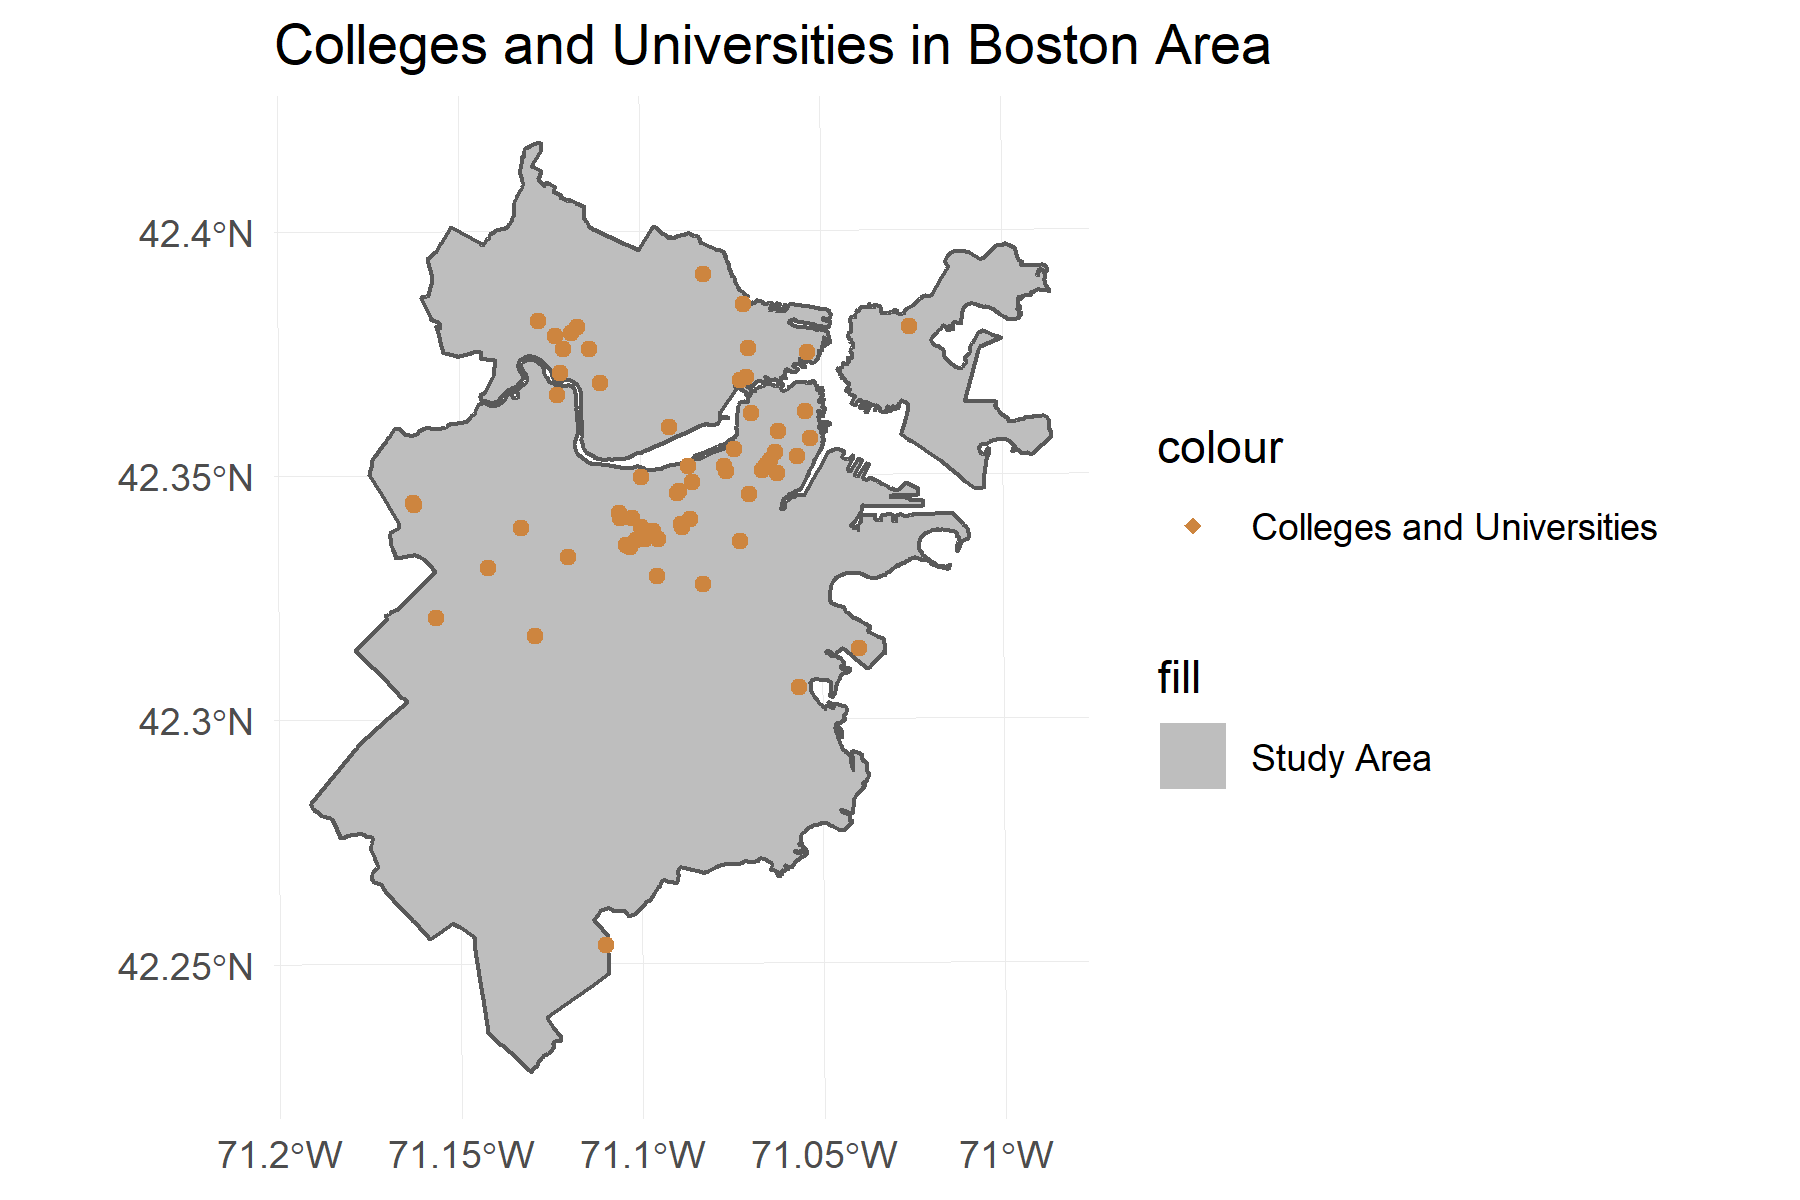 Colleges and Universities in Boston Area
42.4°N
42.35°N
42.3°N
42.25°N
71.2°W
71.15°W
71.1°W
71.05°W
71°W
colour
Colleges and Universities
fill
Study Area